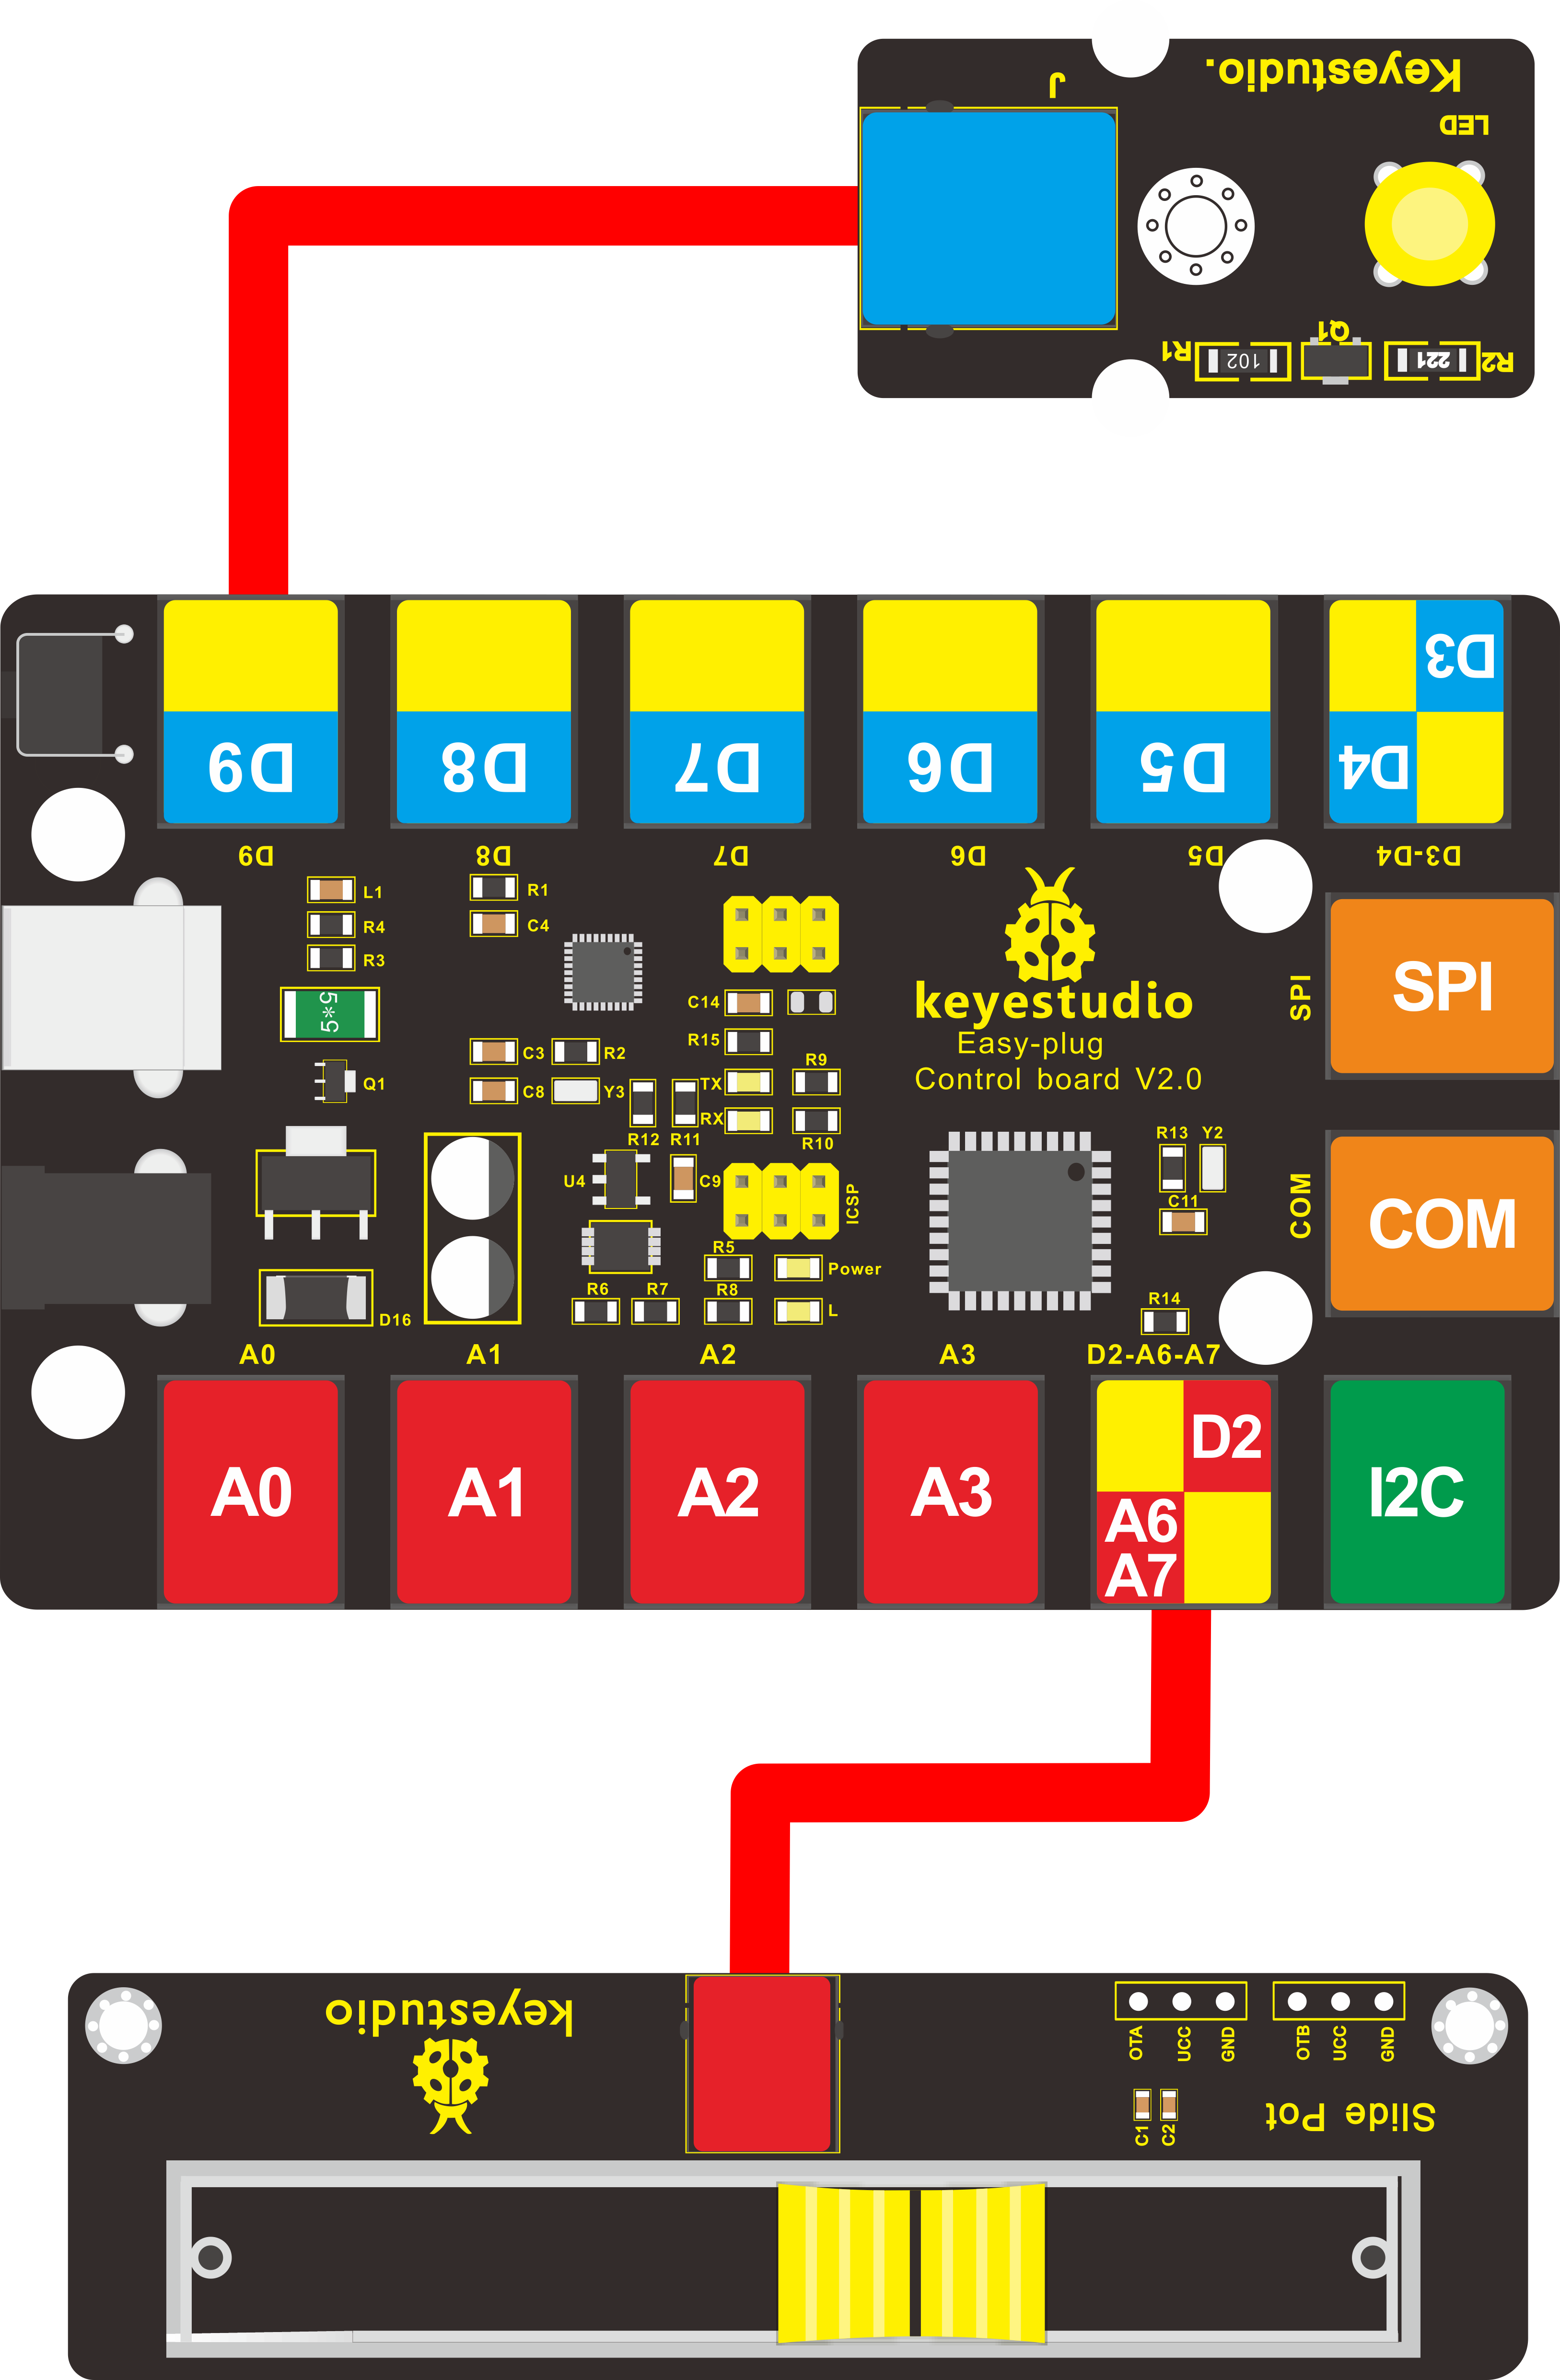 Keyestudio.
J
LED
Q1
R1
102
221
R2
D3
D9
D8
D7
D6
D5
D4
D9
D8
D7
D6
D5
D3-D4
L1
R1
R4
C4
R3
5*5
C14
keyestudio
SPI
SPI
R15
Easy-plug
C3
R2
R9
Control board V2.0
Q1
C8
Y3
TX
RX
R12
R11
R10
R13
Y2
U4
C9
ICSP
C11
COM
COM
R5
Power
R6
R7
R8
L
R14
D16
A0
A1
A2
A3
D2-A6-A7
D2
A0
A1
A2
A3
A6
A7
I2C
keyestudio
OTA
UCC
GND
OTB
UCC
GND
C1
C2
Slide Pot